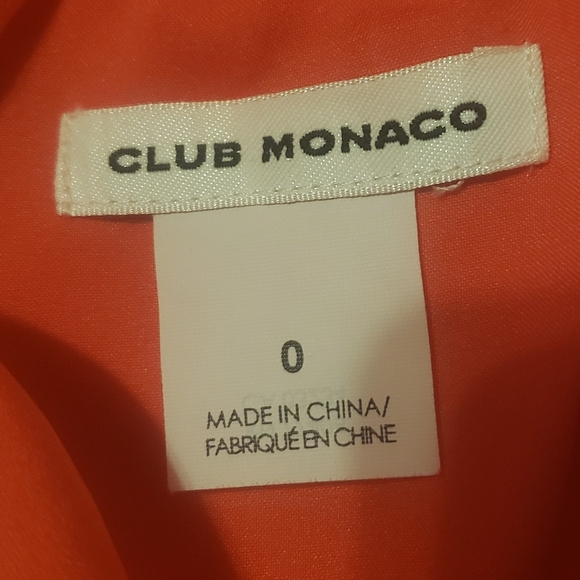 CLUB MONACO
0
MADE IN CHINA/
FABRIQUÉ EN CHINE